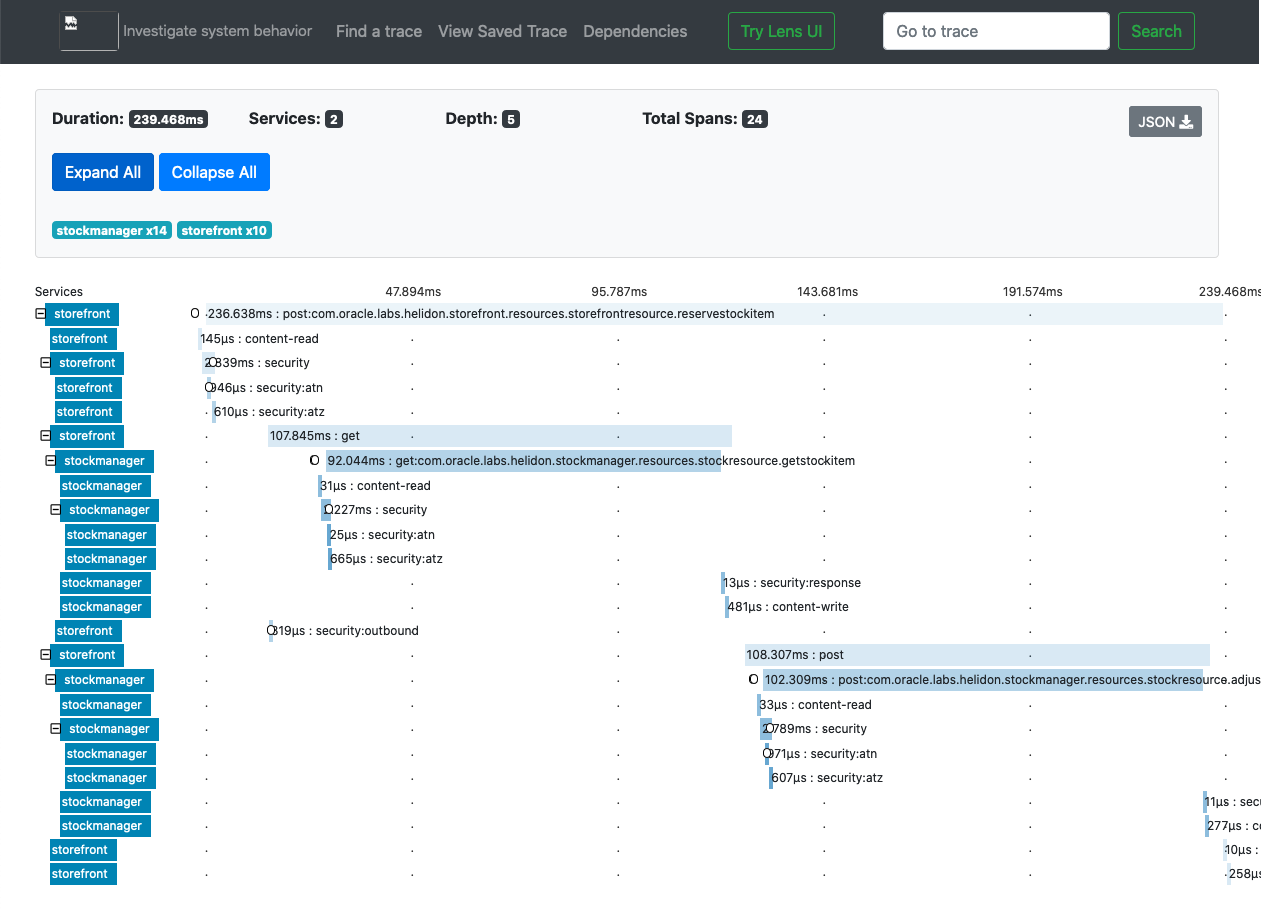 Investigate system behavior Find a trace View Saved Trace Dependencies Try Lens UI Go to trace Search
Duration: 239.468ms Services: 2 Depth: 5 Total Spans: 24 JSON
Expand All Collapse All
stockmanager x14 storefront x10
Services 47.894ms 95.787ms 143.681ms 191.574ms 239.468ms
storefront 236.638ms : post:com.oracle.labs.helidon.storefront.resources.storefrontresource.reservestockitem
storefront 145μs : content-read
storefront 2.839ms : security
storefront 946μs : security:atn
storefront 610μs : security:atz
storefront 107.845ms : get
stockmanager 92.044ms : get:com.oracle.labs.helidon.stockmanager.resources.stockresource.getstockitem
stockmanager 31μs : content-read
stockmanager .227ms : security
stockmanager 25μs : security:atn
stockmanager 665μs : security:atz
stockmanager 13μs : security:response
stockmanager 481μs : content-write
storefront 319μs : security:outbound
storefront 108.307ms : post
stockmanager 102.309ms : post:com.oracle.labs.helidon.stockmanager.resources.stockresource.adjus
stockmanager 33μs : content-read
stockmanager 2.789ms : security
stockmanager 971μs : security:atn
stockmanager 607μs : security:atz
stockmanager 11μs : sec
stockmanager 277μs : c
storefront 10μs :
storefront 258μs